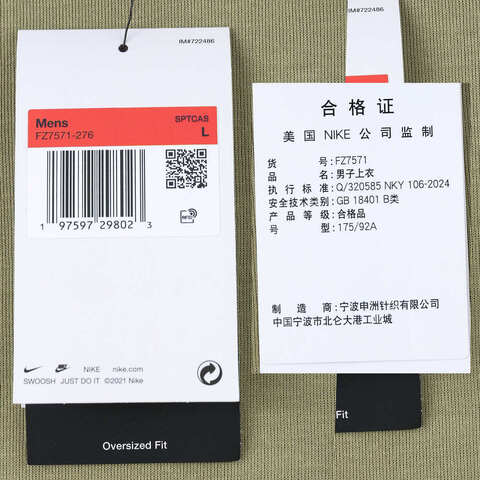 IM#722486
Mens
SPTCAS
FZ7571-276
L
RFID
1 97597 29802 3
NIKE
nike.com
SWOOSH JUST DO IT ©2021 Nike
Oversized Fit
IM#722486
合格证
美国 NIKE 公司监制
货号:FZ7571
品名:男子上衣
执行标准:Q/320585 NKY 106-2024
安全技术类别:GB 18401 B类
产品等级:合格品
号型:175/92A
制造商:宁波申洲针织有限公司
中国宁波市北仑大港工业城
Fit